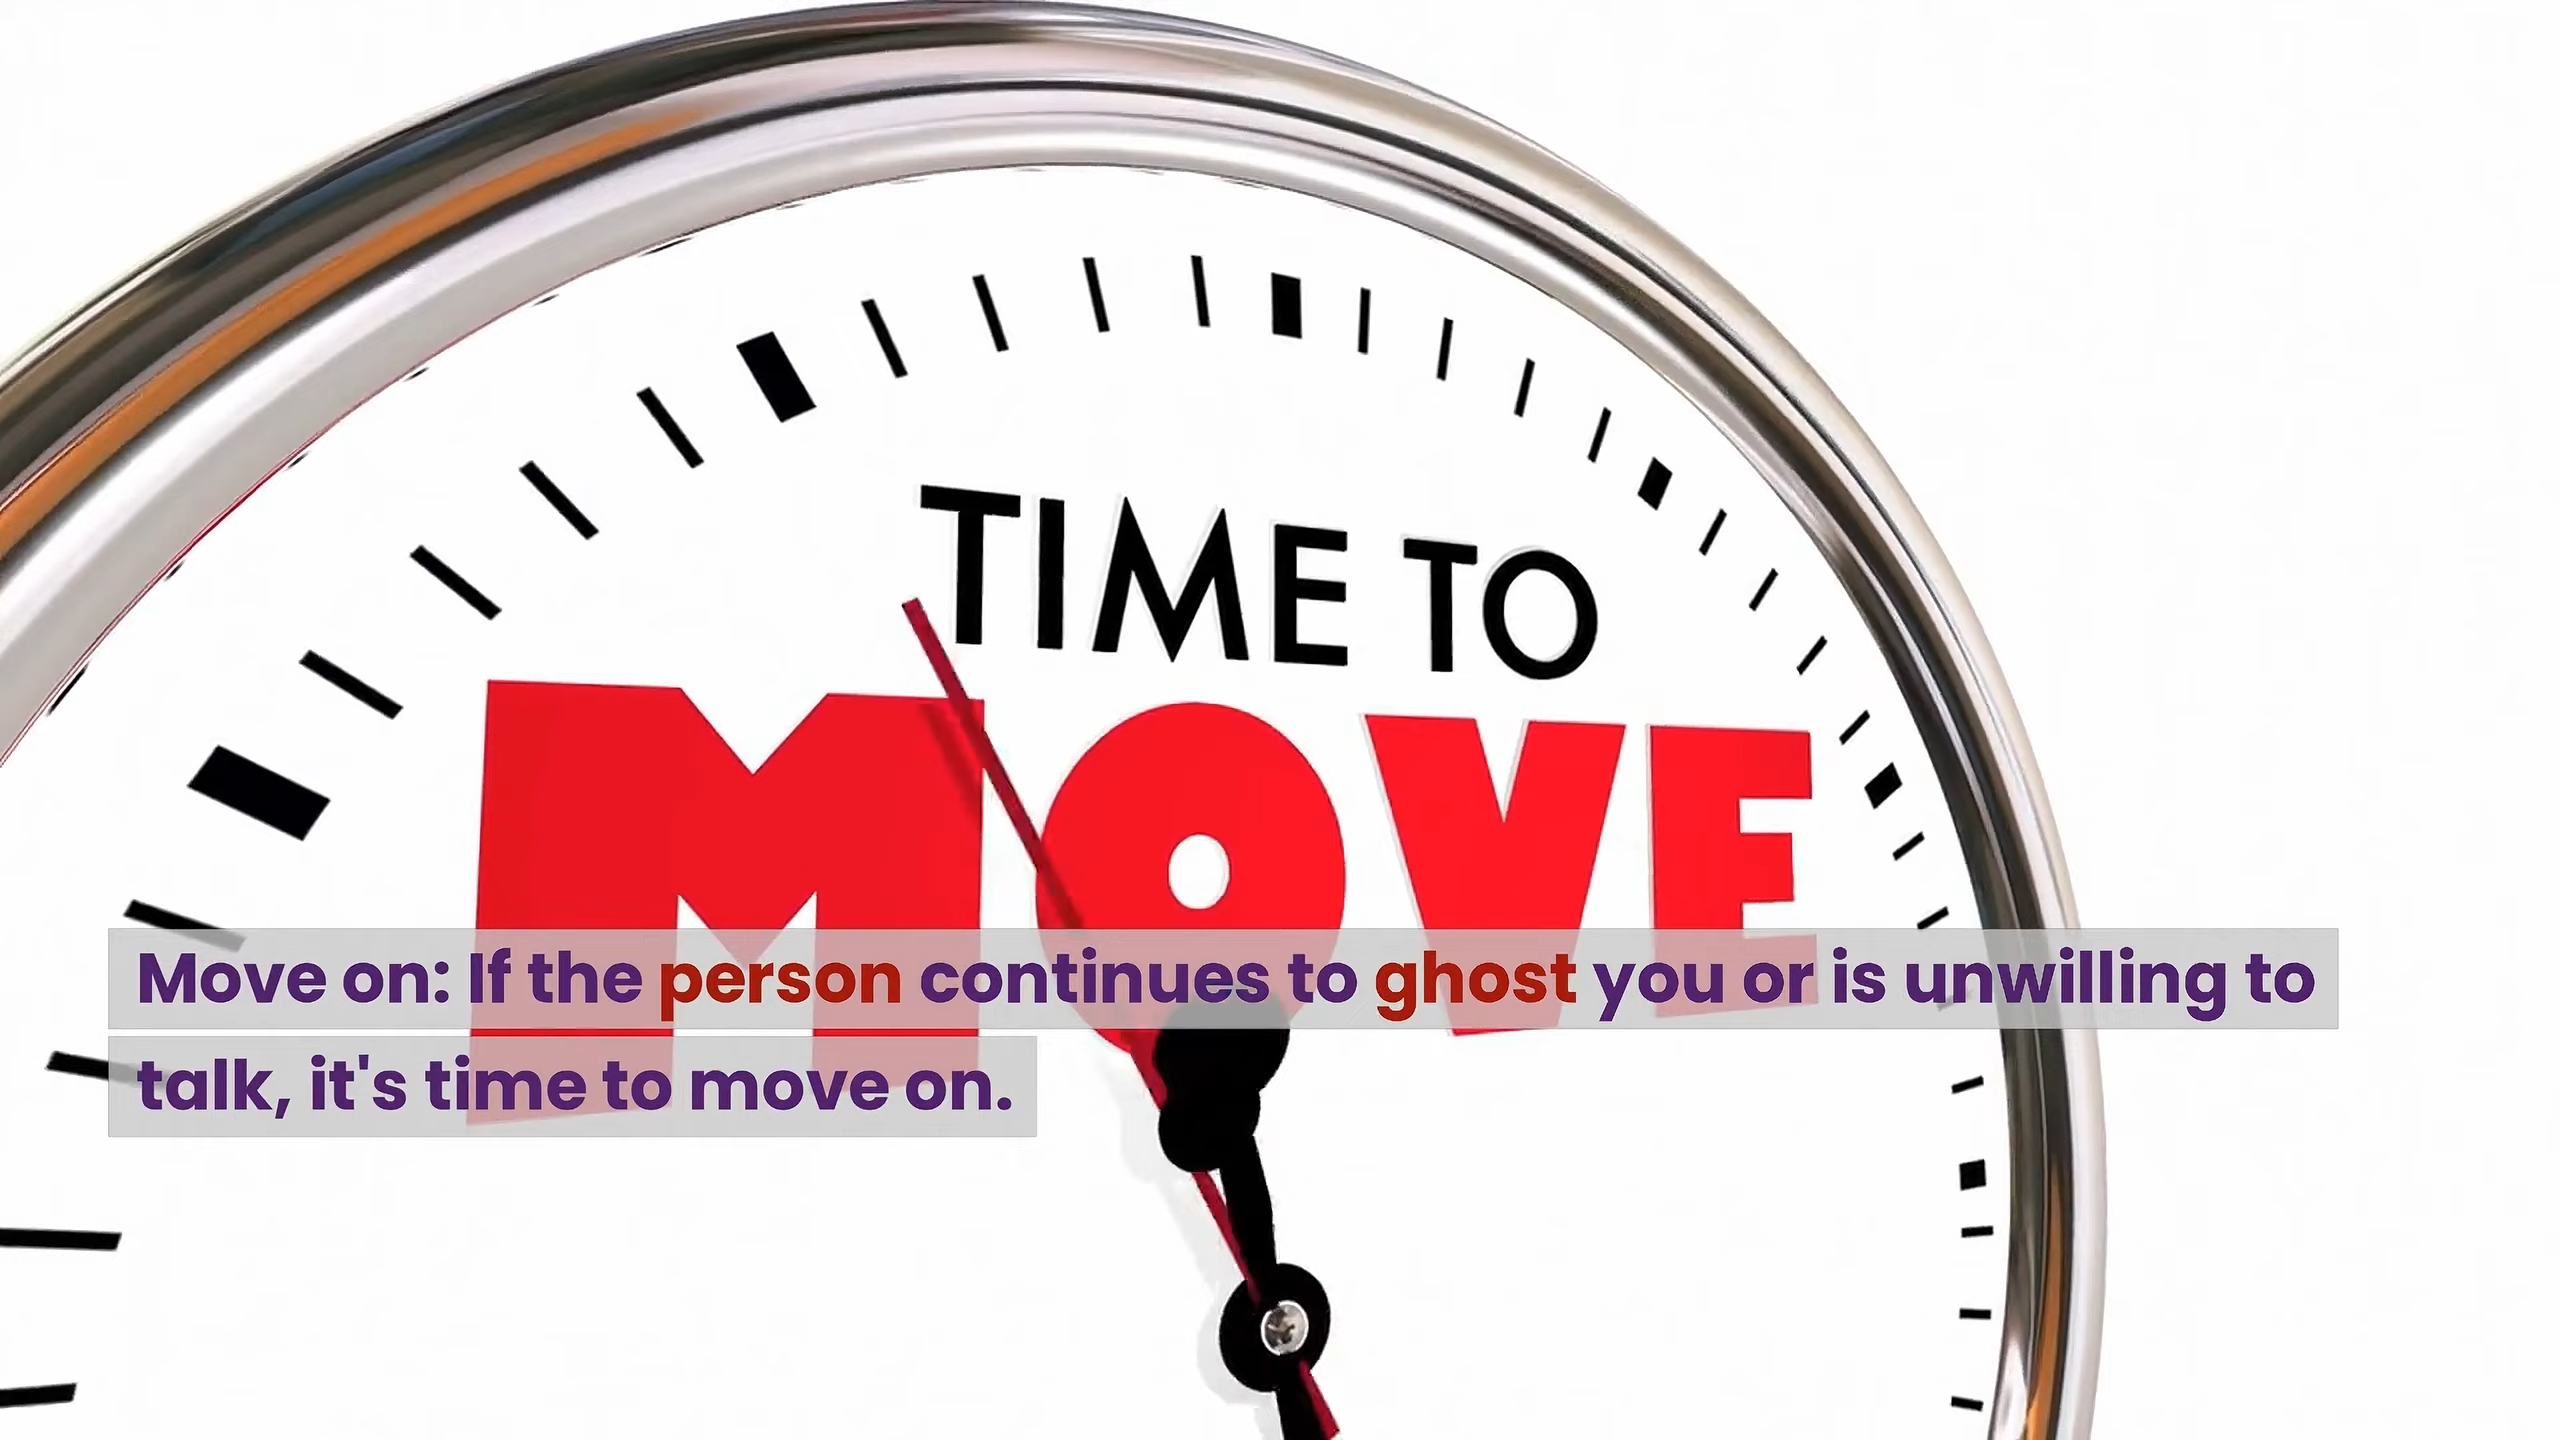 TIME TO
MOVE
Move on: If the person continues to ghost you or is unwilling to
talk, it's time to move on.